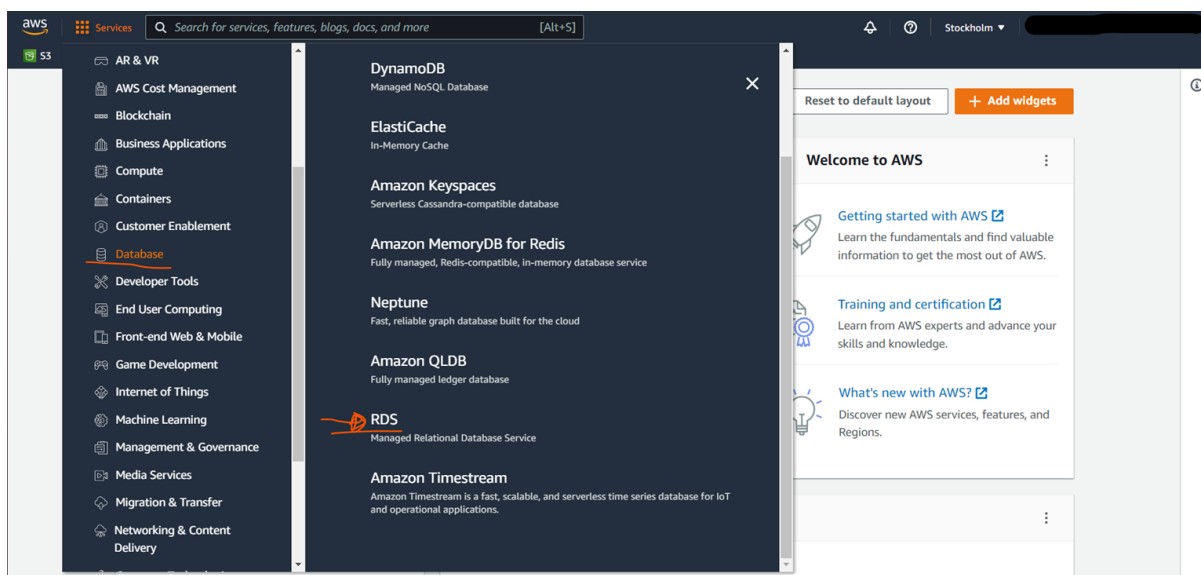 aws
Services
Search for services, features, blogs, docs, and more
[Alt+S]
Stockholm
S3
AR & VR
AWS Cost Management
Blockchain
Business Applications
Compute
Containers
Customer Enablement
Database
Developer Tools
End User Computing
Front-end Web & Mobile
Game Development
Internet of Things
Machine Learning
Management & Governance
Media Services
Migration & Transfer
Networking & Content
Delivery
DynamoDB
Managed NoSQL Database
ElastiCache
In-Memory Cache
Amazon Keyspaces
Serverless Cassandra-compatible database
Amazon MemoryDB for Redis
Fully managed, Redis-compatible, in-memory database service
Neptune
Fast, reliable graph database built for the cloud
Amazon QLDB
Fully managed ledger database
RDS
Managed Relational Database Service
Amazon Timestream
Amazon Timestream is a fast, scalable, and serverless time series database for IoT
and operational applications.
Reset to default layout
+ Add widgets
Welcome to AWS
Getting started with AWS
Learn the fundamentals and find valuable
information to get the most out of AWS.
Training and certification
Learn from AWS experts and advance your
skills and knowledge.
What's new with AWS?
Discover new AWS services, features, and
Regions.